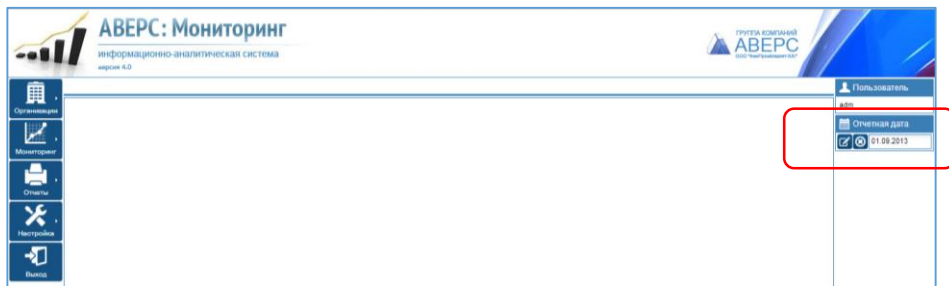 АВЕРС: Мониторинг
информационно-аналитическая система
версия 4.0
ГРУППА КОМПАНИЙ
АВЕРС
Организации
Мониторинг
Отчеты
Настройка
Выход
Пользователь
adm
Отчетная дата
01.09.2013